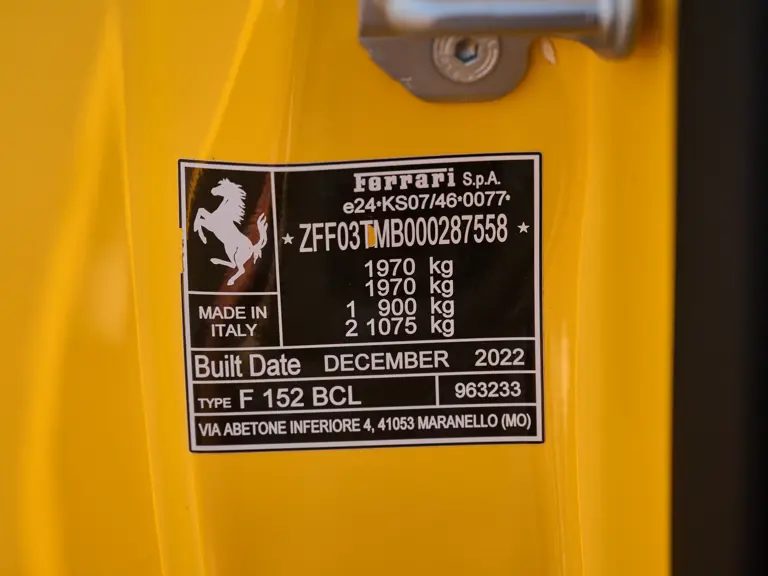 Ferrari S.p.A.
e24•KS07/46•0077•
★ ZFF03TMB000287558 ★
1970 kg
1970 kg
1 900 kg
2 1075 kg
MADE IN
ITALY
Built Date DECEMBER 2022
TYPE F 152 BCL 963233
VIA ABETONE INFERIORE 4, 41053 MARANELLO (MO)